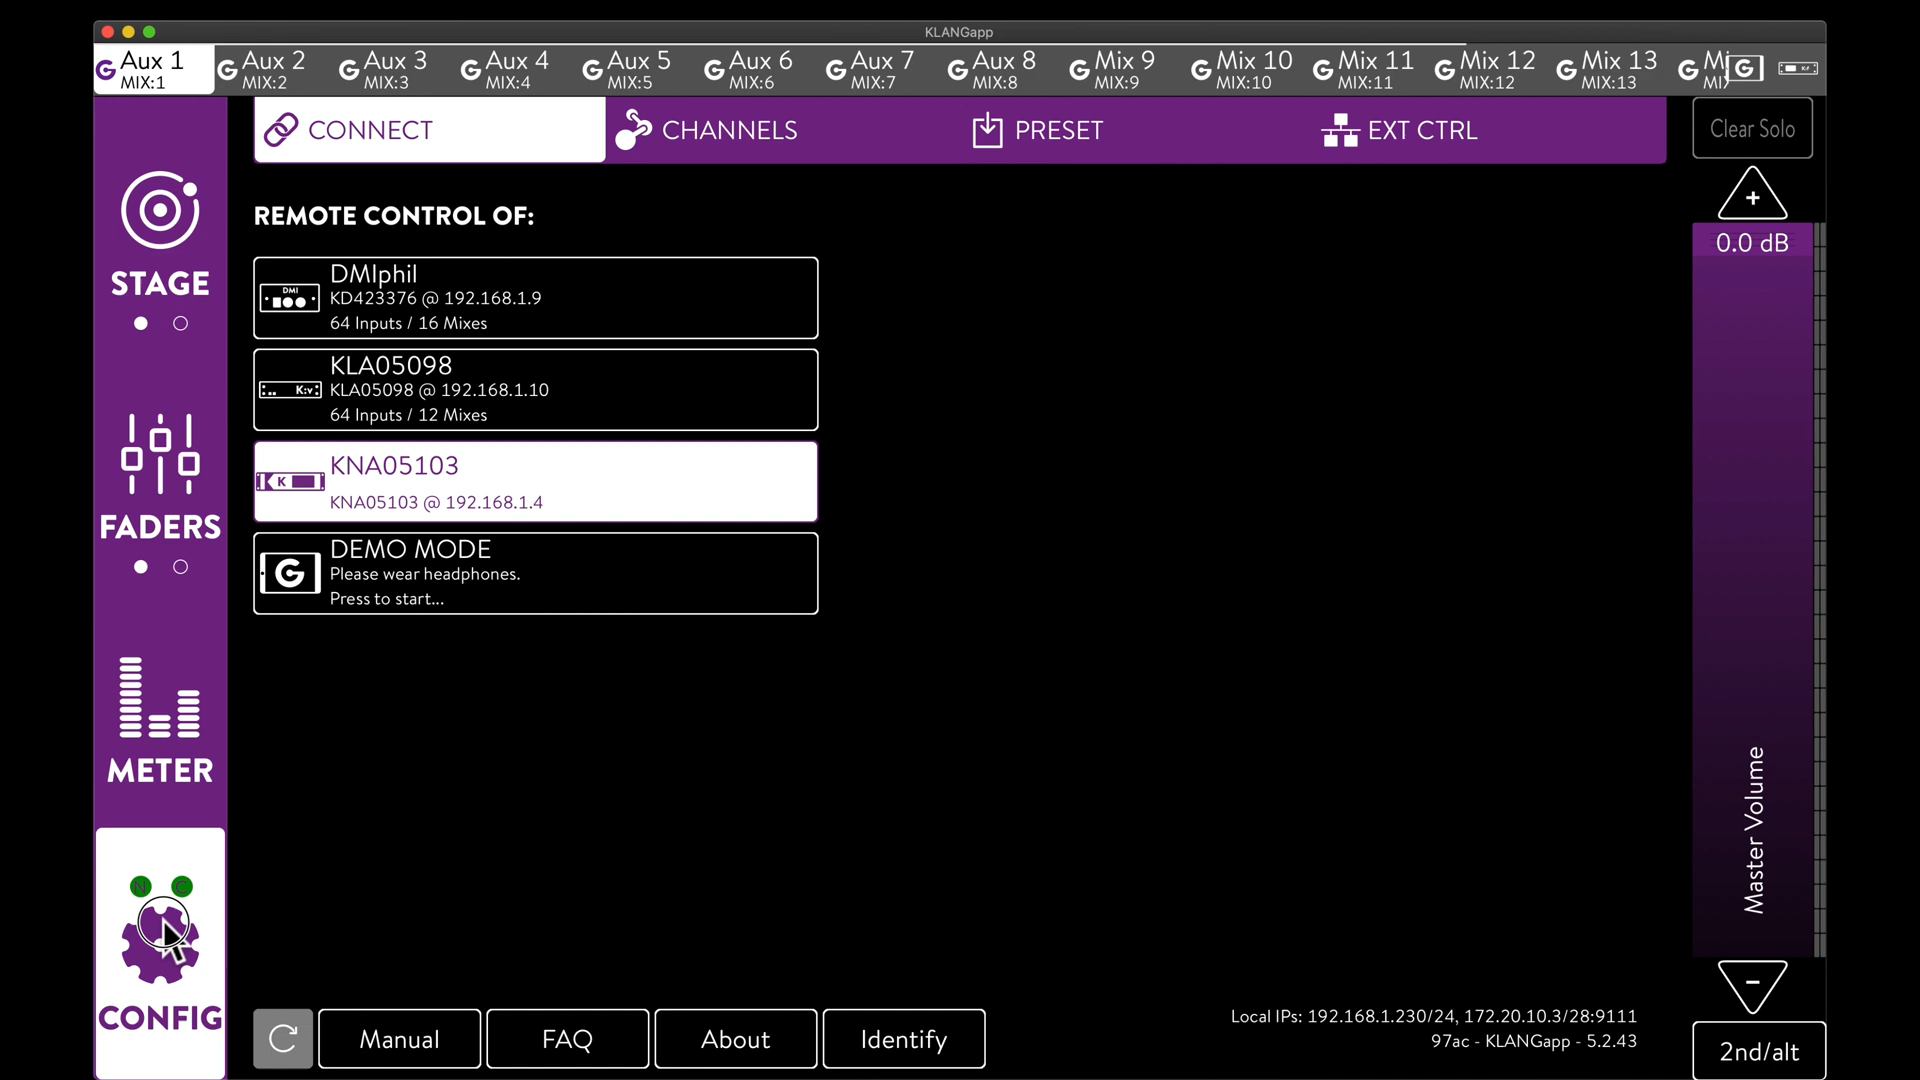 KLANGapp
Aux 1 Aux 2 Aux 3 Aux 4 Aux 5 Aux 6 Aux 7 Aux 8 Mix 9 Mix 10 Mix 11 Mix 12 Mix 13
MIX:1 MIX:2 MIX:3 MIX:4 MIX:5 MIX:6 MIX:7 MIX:8 MIX:9 MIX:10 MIX:11 MIX:12 MIX:13
CONNECT CHANNELS PRESET EXT CTRL
Clear Solo
STAGE
FADERS
METER
CONFIG
REMOTE CONTROL OF:
DMI
DMIphil
KD423376 @ 192.168.1.9
64 Inputs / 16 Mixes
K:v
KLA05098
KLA05098 @ 192.168.1.10
64 Inputs / 12 Mixes
K
KNA05103
KNA05103 @ 192.168.1.4
DEMO MODE
Please wear headphones.
Press to start...
+
0.0 dB
Master Volume
-
2nd/alt
Manual FAQ About Identify
Local IPs: 192.168.1.230/24, 172.20.10.3/28:9111
97ac - KLANGapp - 5.2.43